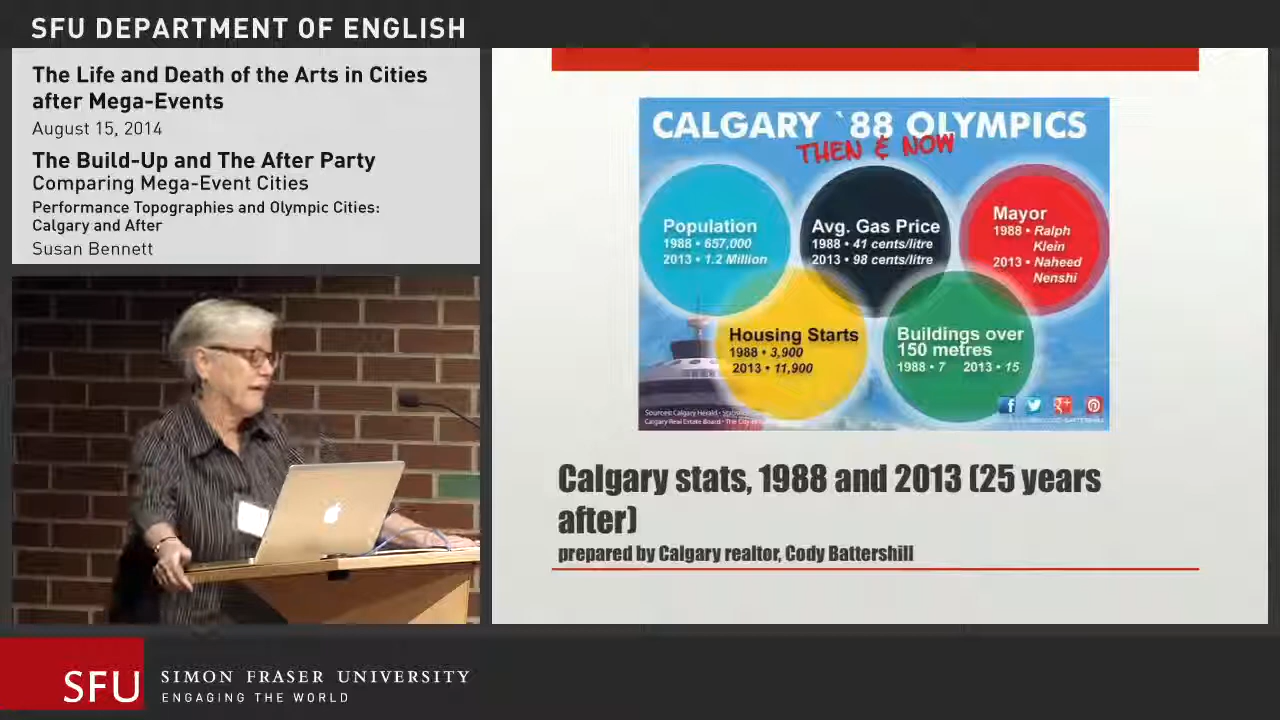 SFU DEPARTMENT OF ENGLISH
The Life and Death of the Arts in Cities
after Mega-Events
August 15, 2014
The Build-Up and The After Party
Comparing Mega-Event Cities
Performance Topographies and Olympic Cities:
Calgary and After
Susan Bennett
CALGARY `88 OLYMPICS
THEN & NOW
Population
1988 • 657,000
2013 • 1.2 Million
Avg. Gas Price
1988 • 41 cents/litre
2013 • 98 cents/litre
Mayor
1988 • Ralph
Klein
2013 • Naheed
Nenshi
Housing Starts
1988 • 3,900
2013 • 11,900
Buildings over
150 metres
1988 • 7 2013 • 15
Sources: Calgary Herald •
Calgary Real Estate Board • The City
Calgary stats, 1988 and 2013 (25 years
after)
prepared by Calgary realtor, Cody Battershill
SFU SIMON FRASER UNIVERSITY
ENGAGING THE WORLD